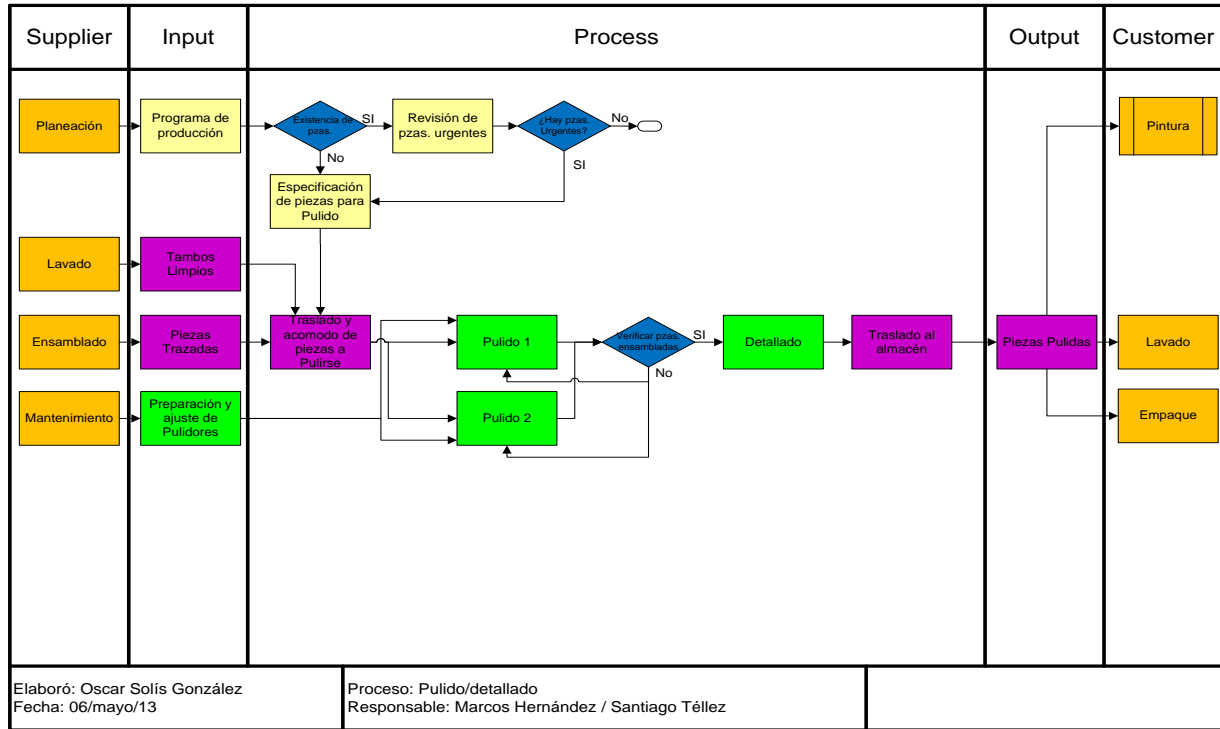 Supplier
Input
Process
Output
Customer
Planeación
Programa de
producción
Existencia de
pzas.
SI
Revisión de
pzas. urgentes
¿Hay pzas.
Urgentes?
No
Pintura
No
SI
Especificación
de piezas para
Pulido
Lavado
Tambos
Limpios
Ensamblado
Piezas
Trazadas
Traslado y
acomodo de
piezas a
Pulirse
Pulido 1
Verificar pzas.
ensambladas
SI
Detallado
Traslado al
almacén
Piezas Pulidas
Lavado
No
Mantenimiento
Preparación y
ajuste de
Pulidores
Pulido 2
Empaque
Elaboró: Oscar Solís González
Fecha: 06/mayo/13
Proceso: Pulido/detallado
Responsable: Marcos Hernández / Santiago Téllez